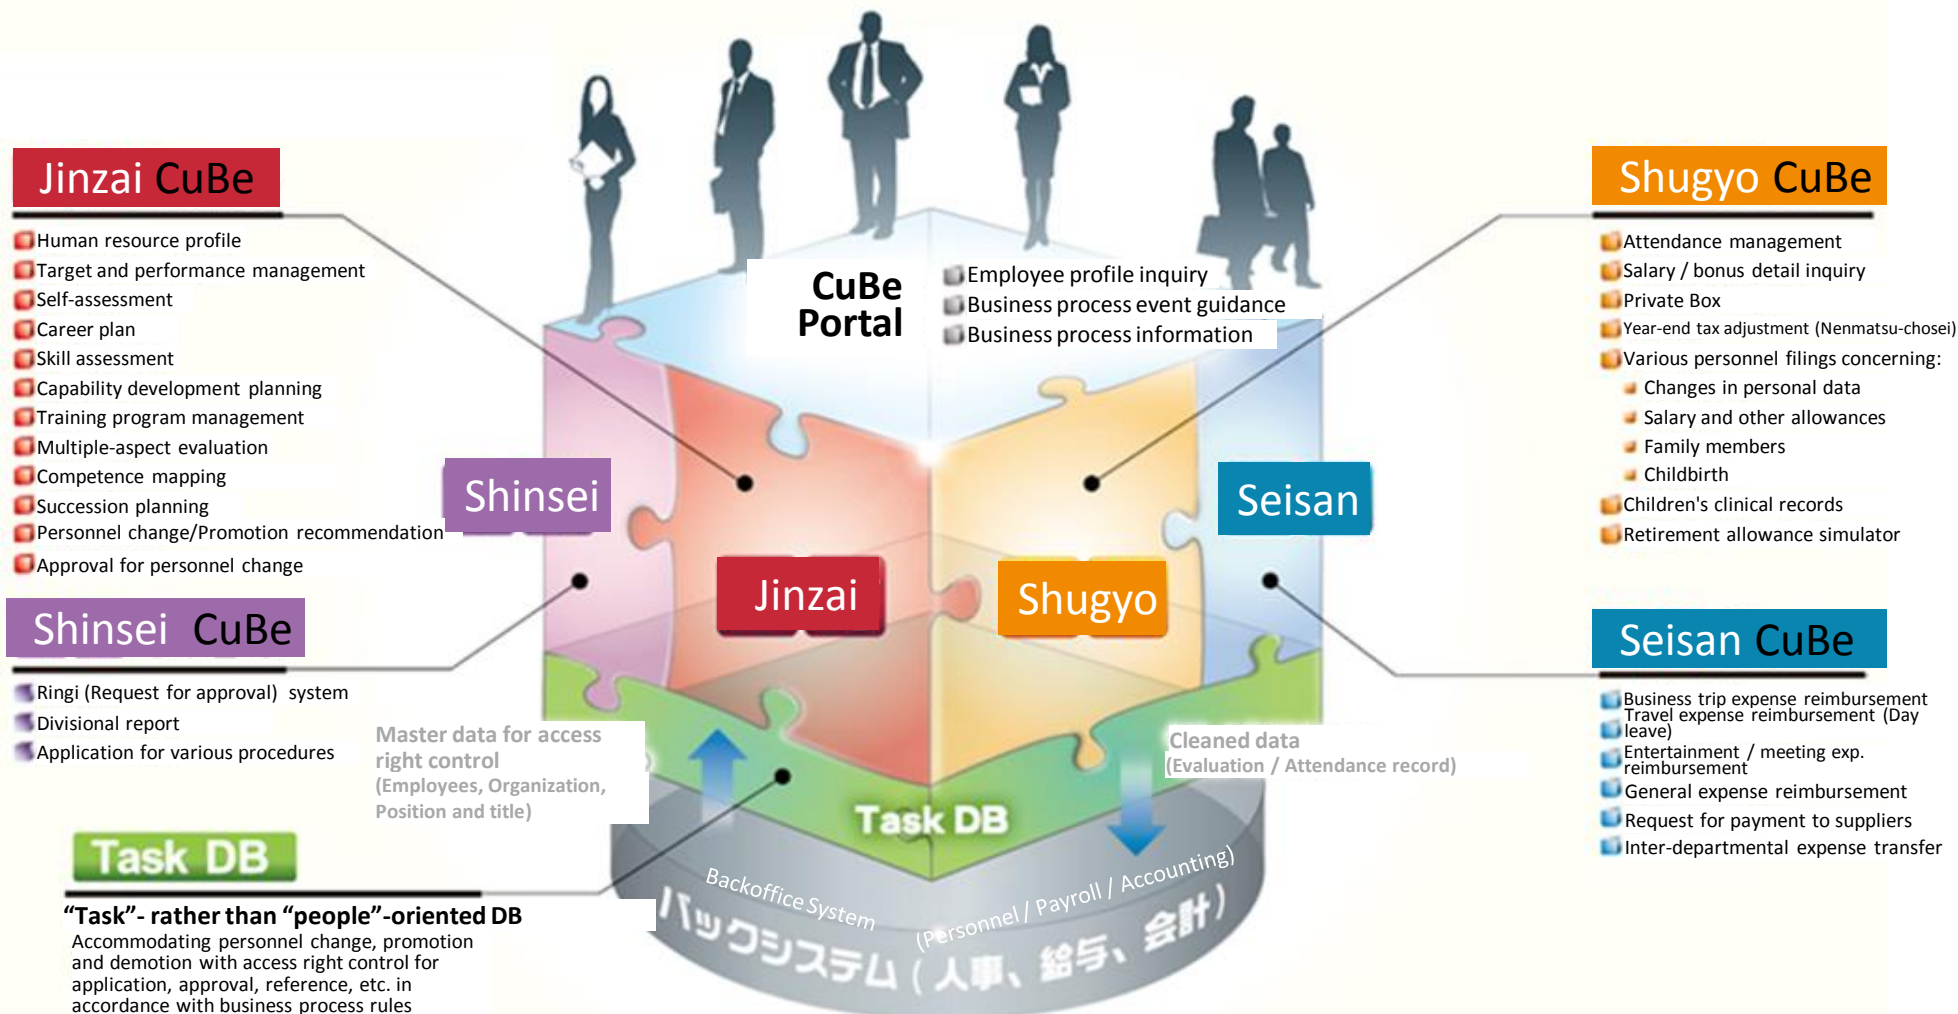 Jinzai CuBe
Human resource profile
Target and performance management
Self-assessment
Career plan
Skill assessment
Capability development planning
Training program management
Multiple-aspect evaluation
Competence mapping
Succession planning
Personnel change/Promotion recommendation
Approval for personnel change
Shinsei CuBe
Ringi (Request for approval) system
Divisional report
Application for various procedures
Task DB
“Task”- rather than “people”-oriented DB
Accommodating personnel change, promotion
and demotion with access right control for
application, approval, reference, etc. in
accordance with business process rules
CuBe
Portal
Employee profile inquiry
Business process event guidance
Business process information
Shinsei
Jinzai
Shugyo
Seisan
Master data for access
right control
(Employees, Organization,
Position and title)
Cleaned data
(Evaluation / Attendance record)
Task DB
Backoffice System (Personnel / Payroll / Accounting)
バックシステム（人事、給与、会計）
Shugyo CuBe
Attendance management
Salary / bonus detail inquiry
Private Box
Year-end tax adjustment (Nenmatsu-chosei)
Various personnel filings concerning:
Changes in personal data
Salary and other allowances
Family members
Childbirth
Children's clinical records
Retirement allowance simulator
Seisan CuBe
Business trip expense reimbursement
Travel expense reimbursement (Day
leave)
Entertainment / meeting exp.
reimbursement
General expense reimbursement
Request for payment to suppliers
Inter-departmental expense transfer